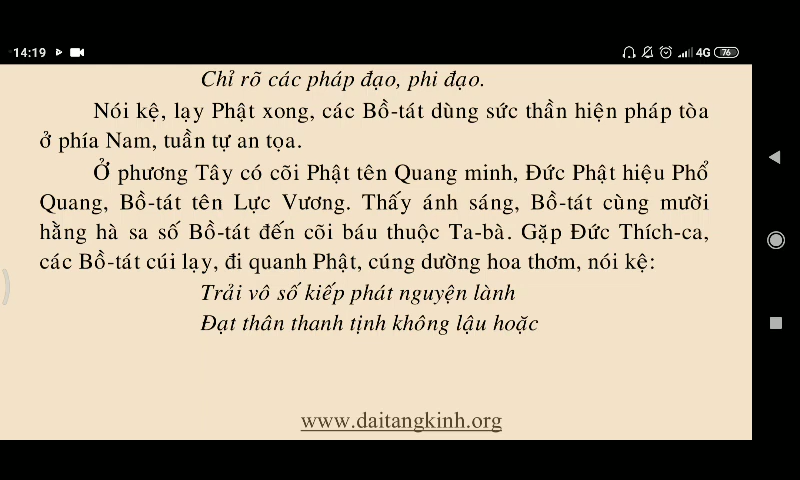 14:19
4G
76
Chỉ rõ các pháp đạo, phi đạo.
Nói kệ, lạy Phật xong, các Bồ-tát dùng sức thần hiện pháp tòa
ở phía Nam, tuần tự an tọa.
Ở phương Tây có cõi Phật tên Quang minh, Đức Phật hiệu Phổ
Quang, Bồ-tát tên Lực Vương. Thấy ánh sáng, Bồ-tát cùng mười
hằng hà sa số Bồ-tát đến cõi báu thuộc Ta-bà. Gặp Đức Thích-ca,
các Bồ-tát cúi lạy, đi quanh Phật, cúng dường hoa thơm, nói kệ:
Trải vô số kiếp phát nguyện lành
Đạt thân thanh tịnh không lậu hoặc
www.daitangkinh.org